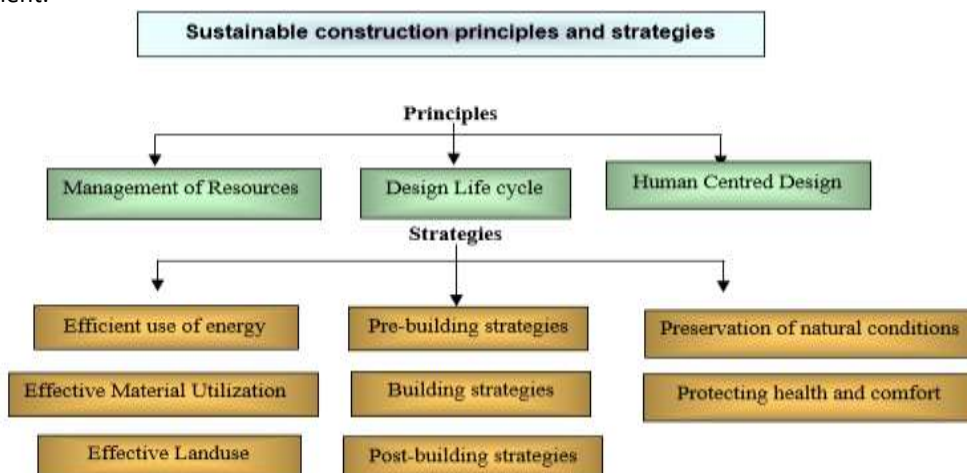 Sustainable construction principles and strategies
Principles
Management of Resources
Design Life cycle
Human Centred Design
Strategies
Efficient use of energy
Pre-building strategies
Preservation of natural conditions
Effective Material Utilization
Building strategies
Protecting health and comfort
Effective Landuse
Post-building strategies